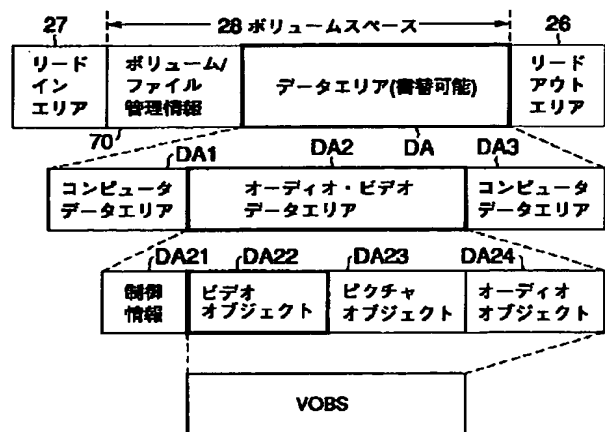 27
28 ボリュームスペース
26
リード
イン
エリア
ボリューム/
ファイル
管理情報
データエリア(書替可能)
リード
アウト
エリア
70
DA1
DA2
DA
DA3
コンピュータ
データエリア
オーディオ・ビデオ
データエリア
コンピュータ
データエリア
DA21
DA22
DA23
DA24
制御
情報
ビデオ
オブジェクト
ピクチャ
オブジェクト
オーディオ
オブジェクト
VOBS